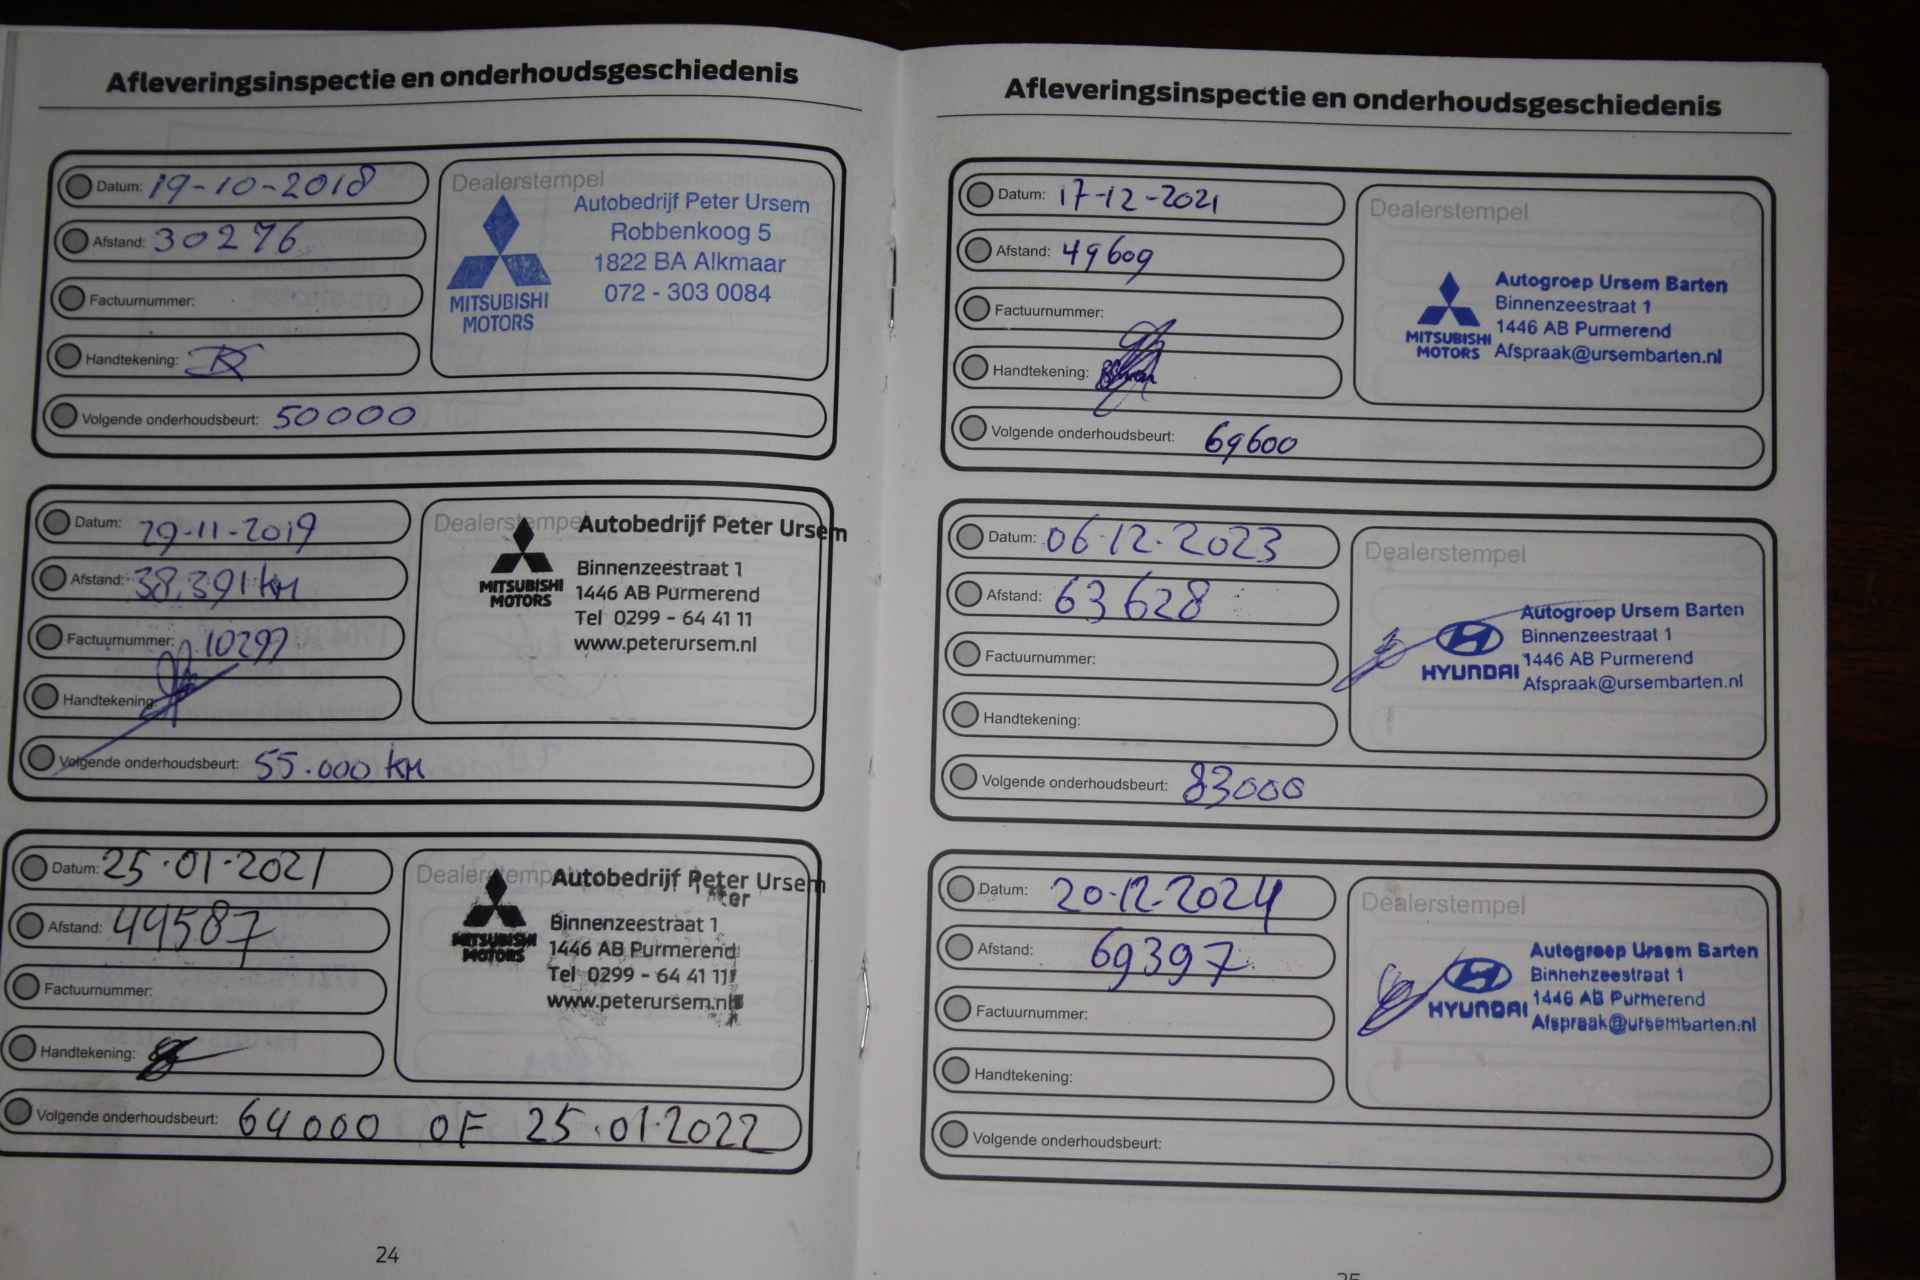 Afleveringsinspectie en onderhoudsgeschiedenis
Datum: 19-10-2018
Afstand: 30276
Factuurnummer:
Handtekening:
Volgende onderhoudsbeurt: 50000
Dealerstempel
MITSUBISHI
MOTORS
Autobedrijf Peter Ursem
Robbenkoog 5
1822 BA Alkmaar
072 - 303 0084
Datum: 29-11-2019
Afstand: 38.391 km
Factuurnummer: 10299
Handtekening:
Volgende onderhoudsbeurt: 55.000 km
Dealerstempel
MITSUBISHI
MOTORS
Autobedrijf Peter Ursem
Binnenzeestraat 1
1446 AB Purmerend
Tel 0299 - 64 41 11
www.peterursem.nl
Datum: 25.01.2021
Afstand: 44587
Factuurnummer:
Handtekening:
Volgende onderhoudsbeurt: 64000 OF 25.01.2022
Dealerstempel
MITSUBISHI
MOTORS
Autobedrijf Peter Ursem
Binnenzeestraat 1
1446 AB Purmerend
Tel 0299 - 64 41 11
www.peterursem.nl
24
Afleveringsinspectie en onderhoudsgeschiedenis
Datum: 17-12-2021
Afstand: 49609
Factuurnummer:
Handtekening:
Volgende onderhoudsbeurt: 69600
Dealerstempel
MITSUBISHI
MOTORS
Autogroep Ursem Barten
Binnenzeestraat 1
1446 AB Purmerend
Afspraak@ursembarten.nl
Datum: 06.12.2023
Afstand: 63628
Factuurnummer:
Handtekening:
Volgende onderhoudsbeurt: 83000
Dealerstempel
HYUNDAI
Autogroep Ursem Barten
Binnenzeestraat 1
1446 AB Purmerend
Afspraak@ursembarten.nl
Datum: 20.12.2024
Afstand: 69397
Factuurnummer:
Handtekening:
Volgende onderhoudsbeurt:
Dealerstempel
HYUNDAI
Autogroep Ursem Barten
Binnenzeestraat 1
1446 AB Purmerend
Afspraak@ursembarten.nl